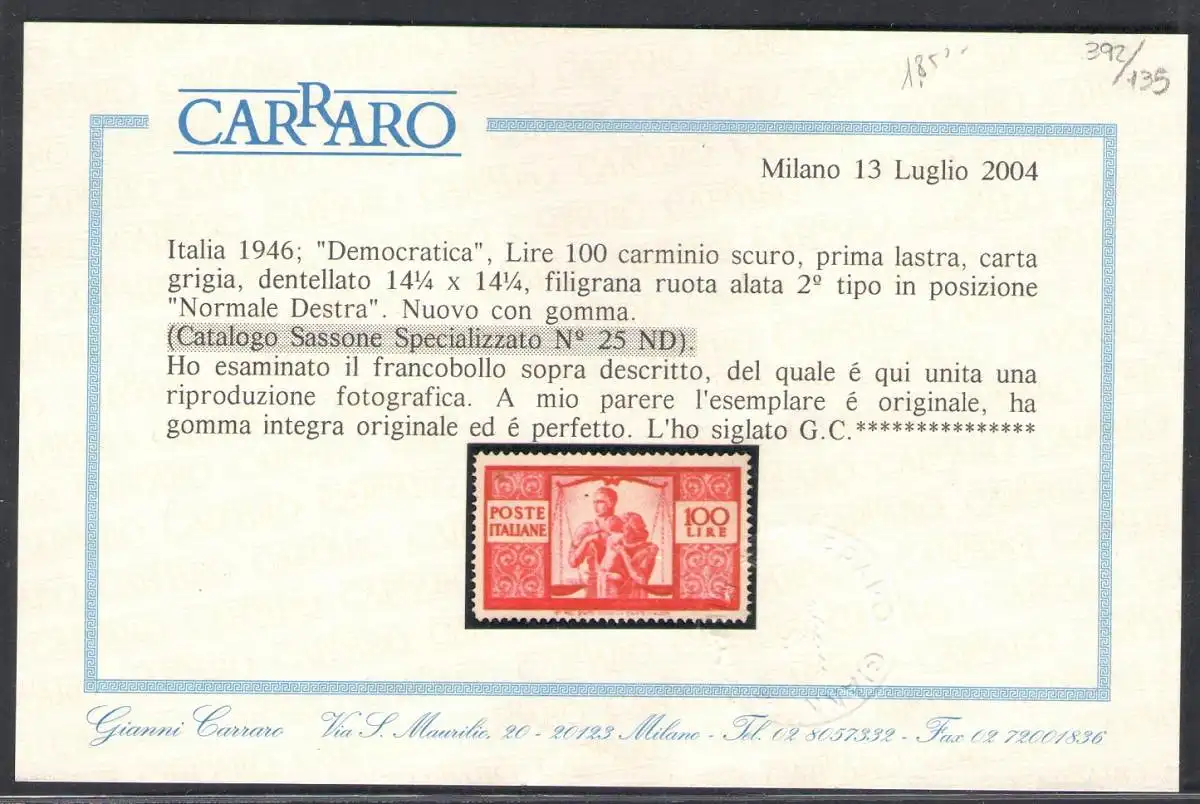 1,850.-
392/
135
CARRARO
Milano 13 Luglio 2004
Italia 1946; "Democratica", Lire 100 carminio scuro, prima lastra, carta
grigia, dentellato 14¼ x 14¼, filigrana ruota alata 2º tipo in posizione
"Normale Destra". Nuovo con gomma.
(Catalogo Sassone Specializzato Nº 25 ND).
Ho esaminato il francobollo sopra descritto, del quale é qui unita una
riproduzione fotografica. A mio parere l'esemplare é originale, ha
gomma integra originale ed é perfetto. L'ho siglato G.C.***************
POSTE
ITALIANE
100
LIRE
Gianni Carraro Via S. Maurilio, 20 - 20123 Milano - Tel. 02 8057332 - Fax 02 72001836